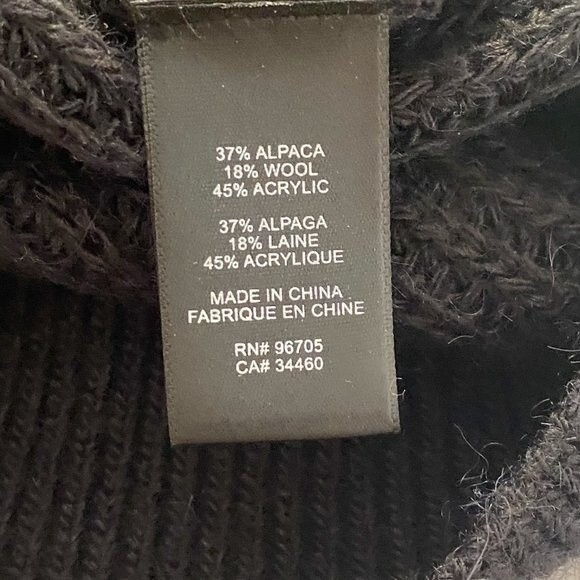 37% ALPACA
18% WOOL
45% ACRYLIC
37% ALPAGA
18% LAINE
45% ACRYLIQUE
MADE IN CHINA
FABRIQUE EN CHINE
RN# 96705
CA# 34460